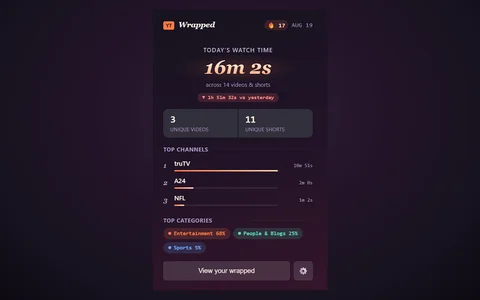 YT Wrapped 17 AUG 19
TODAY'S WATCH TIME
16m 2s
across 14 videos & shorts
▼ 1h 51m 32s vs yesterday
3 11
UNIQUE VIDEOS UNIQUE SHORTS
TOP CHANNELS
1 truTV 10m 51s
2 A24 2m 0s
3 NFL 1m 2s
TOP CATEGORIES
Entertainment 68% People & Blogs 25%
Sports 5%
View your wrapped